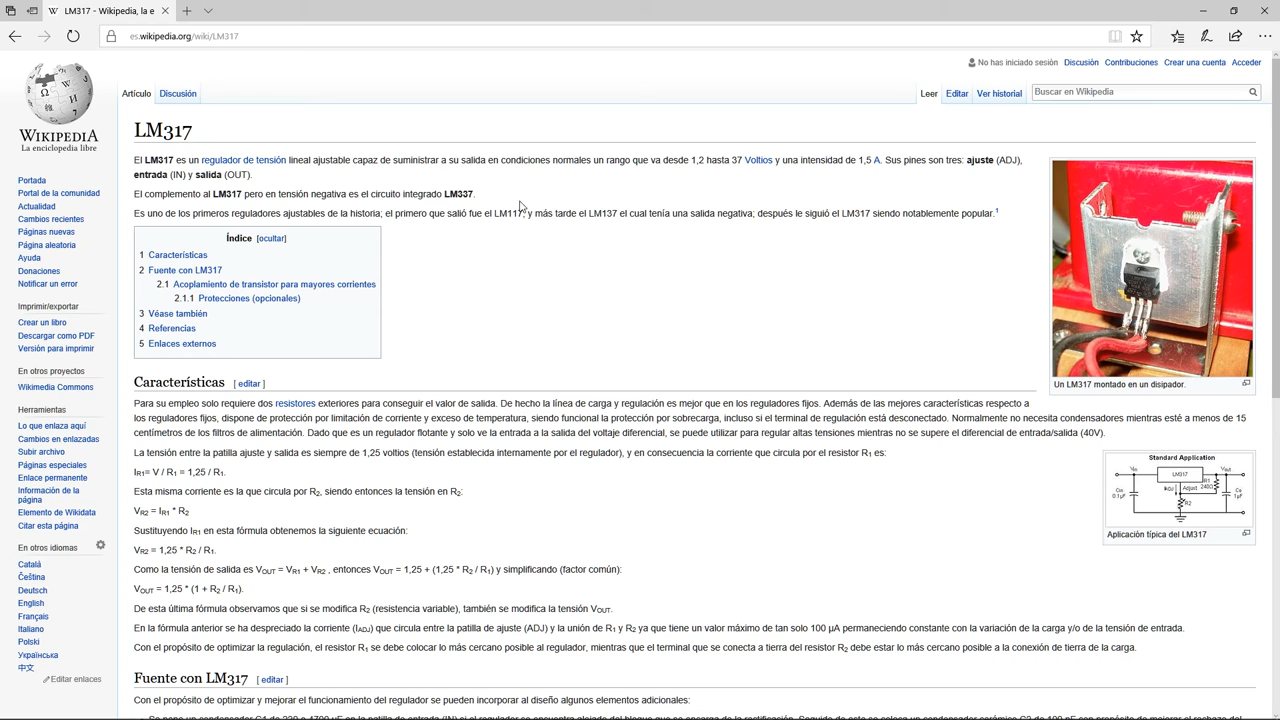 LM317 - Wikipedia, la e
es.wikipedia.org/wiki/LM317
No has iniciado sesión Discusión Contribuciones Crear una cuenta Acceder
Artículo Discusión Leer Editar Ver historial Buscar en Wikipedia
WIKIPEDIA
La enciclopedia libre
Portada
Portal de la comunidad
Actualidad
Cambios recientes
Páginas nuevas
Página aleatoria
Ayuda
Donaciones
Notificar un error
Imprimir/exportar
Crear un libro
Descargar como PDF
Versión para imprimir
En otros proyectos
Wikimedia Commons
Herramientas
Lo que enlaza aquí
Cambios en enlazadas
Subir archivo
Páginas especiales
Enlace permanente
Información de la
página
Elemento de Wikidata
Citar esta página
En otros idiomas
Català
Čeština
Deutsch
English
Français
Italiano
Polski
Українська
中文
Editar enlaces
LM317
El LM317 es un regulador de tensión lineal ajustable capaz de suministrar a su salida en condiciones normales un rango que va desde 1,2 hasta 37 Voltios y una intensidad de 1,5 A. Sus pines son tres: ajuste (ADJ),
entrada (IN) y salida (OUT).
El complemento al LM317 pero en tensión negativa es el circuito integrado LM337.
Es uno de los primeros reguladores ajustables de la historia; el primero que salió fue el LM117, y más tarde el LM137 el cual tenía una salida negativa; después le siguió el LM317 siendo notablemente popular.1
Índice [ocultar]
1 Características
2 Fuente con LM317
2.1 Acoplamiento de transistor para mayores corrientes
2.1.1 Protecciones (opcionales)
3 Véase también
4 Referencias
5 Enlaces externos
Un LM317 montado en un disipador.
Características [ editar ]
Para su empleo solo requiere dos resistores exteriores para conseguir el valor de salida. De hecho la línea de carga y regulación es mejor que en los reguladores fijos. Además de las mejores características respecto a
los reguladores fijos, dispone de protección por limitación de corriente y exceso de temperatura, siendo funcional la protección por sobrecarga, incluso si el terminal de regulación está desconectado. Normalmente no necesita condensadores mientras esté a menos de 15
centímetros de los filtros de alimentación. Dado que es un regulador flotante y solo ve la entrada a la salida del voltaje diferencial, se puede utilizar para regular altas tensiones mientras no se supere el diferencial de entrada/salida (40V).
La tensión entre la patilla ajuste y salida es siempre de 1,25 voltios (tensión establecida internamente por el regulador), y en consecuencia la corriente que circula por el resistor R1 es:
IR1= V / R1 = 1,25 / R1.
Esta misma corriente es la que circula por R2, siendo entonces la tensión en R2:
VR2 = IR1 * R2
Sustituyendo IR1 en esta fórmula obtenemos la siguiente ecuación:
VR2 = 1,25 * R2 / R1.
Como la tensión de salida es VOUT = VR1 + VR2 , entonces VOUT = 1,25 + (1,25 * R2 / R1) y simplificando (factor común):
VOUT = 1,25 * (1 + R2 / R1).
De esta última fórmula observamos que si se modifica R2 (resistencia variable), también se modifica la tensión VOUT.
En la fórmula anterior se ha despreciado la corriente (IADJ) que circula entre la patilla de ajuste (ADJ) y la unión de R1 y R2 ya que tiene un valor máximo de tan solo 100 µA permaneciendo constante con la variación de la carga y/o de la tensión de entrada.
Con el propósito de optimizar la regulación, el resistor R1 se debe colocar lo más cercano posible al regulador, mientras que el terminal que se conecta a tierra del resistor R2 debe estar lo más cercano posible a la conexión de tierra de la carga.
Standard Application
Vin LM317 Vout
IADJ Adjust R1
240Ω
Cin
0.1µF
R2
Co
1µF
Aplicación típica del LM317
Fuente con LM317 [ editar ]
Con el propósito de optimizar y mejorar el funcionamiento del regulador se pueden incorporar al diseño algunos elementos adicionales: